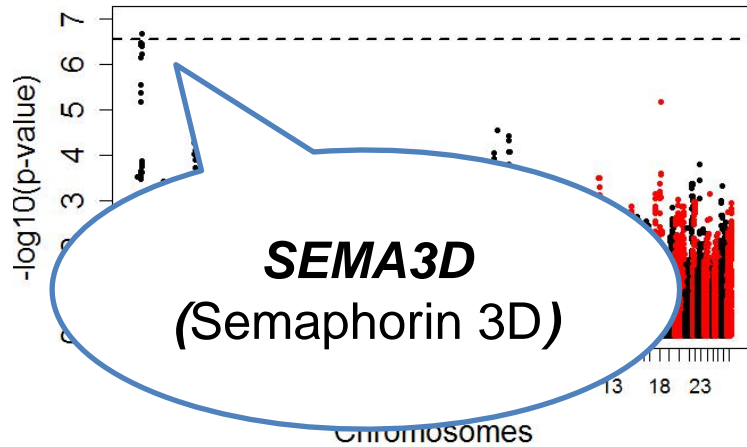 7
6
5
4
3
-log10(p-value)
SEMA3D
(Semaphorin 3D)
13 18 23
Chromosomes